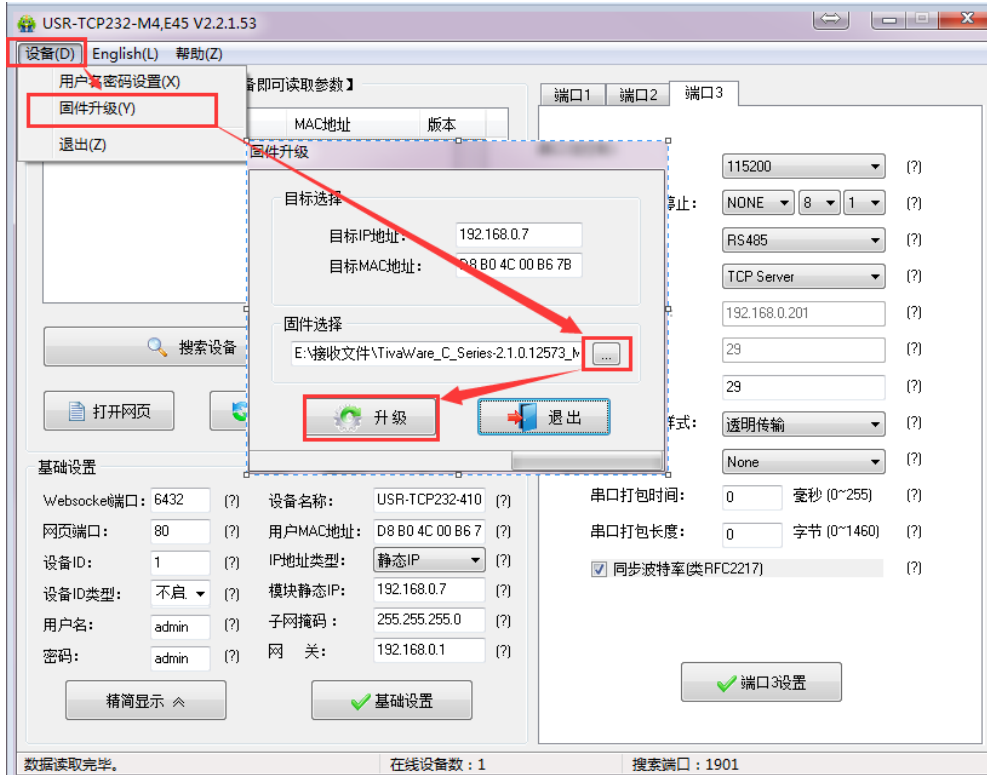 USR-TCP232-M4,E45 V2.2.1.53
设备(D) English(L) 帮助(Z)
用户名密码设置(X)
固件升级(Y)
退出(Z)
备即可读取参数】
MAC地址 版本
固件升级
目标选择
目标IP地址: 192.168.0.7
目标MAC地址: D8 B0 4C 00 B6 7B
固件选择
E:\接收文件\TivaWare_C_Series-2.1.0.12573_M ...
升级 退出
搜索设备
打开网页
基础设置
Websocket端口: 6432 (?) 设备名称: USR-TCP232-410 (?)
网页端口: 80 (?) 用户MAC地址: D8 B0 4C 00 B6 7 (?)
设备ID: 1 (?) IP地址类型: 静态IP (?)
设备ID类型: 不启. (?) 模块静态IP: 192.168.0.7 (?)
用户名: admin (?) 子网掩码: 255.255.255.0 (?)
密码: admin (?) 网 关: 192.168.0.1 (?)
精简显示 基础设置
端口1 端口2 端口3
115200 (?)
停止: NONE 8 1 (?)
RS485 (?)
TCP Server (?)
192.168.0.201 (?)
29 (?)
29 (?)
样式: 透明传输 (?)
None (?)
串口打包时间: 0 毫秒 (0~255) (?)
串口打包长度: 0 字节 (0~1460) (?)
同步波特率(类RFC2217) (?)
端口3设置
数据读取完毕。 在线设备数:1 搜索端口:1901